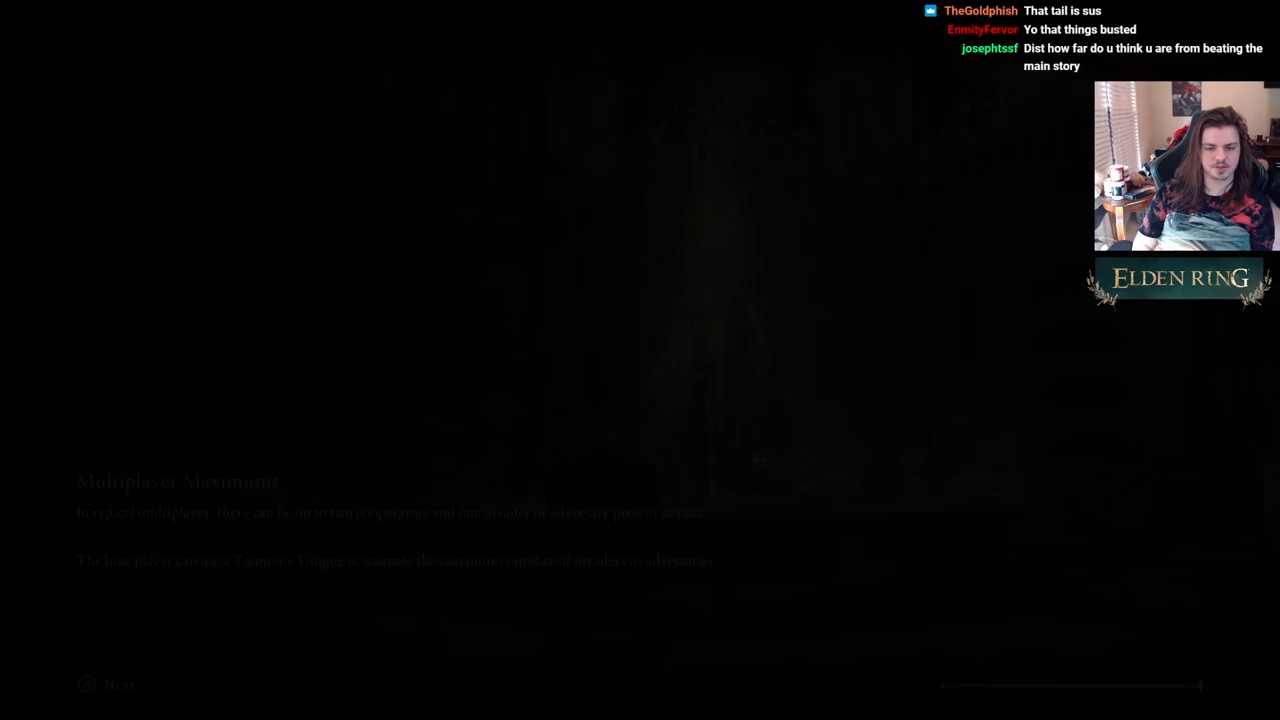 TheGoldphish That tail is sus
EnmityFervor Yo that things busted
josephtssf Dist how far do u think u are from beating the
main story
ELDEN RING
Multiplayer Maximums
In typical multiplayer, there can be up to two cooperators and one invader or adversary present at
The host player can use a Taunter's Tongue to increase the maximum number of invaders or adversaries
Next